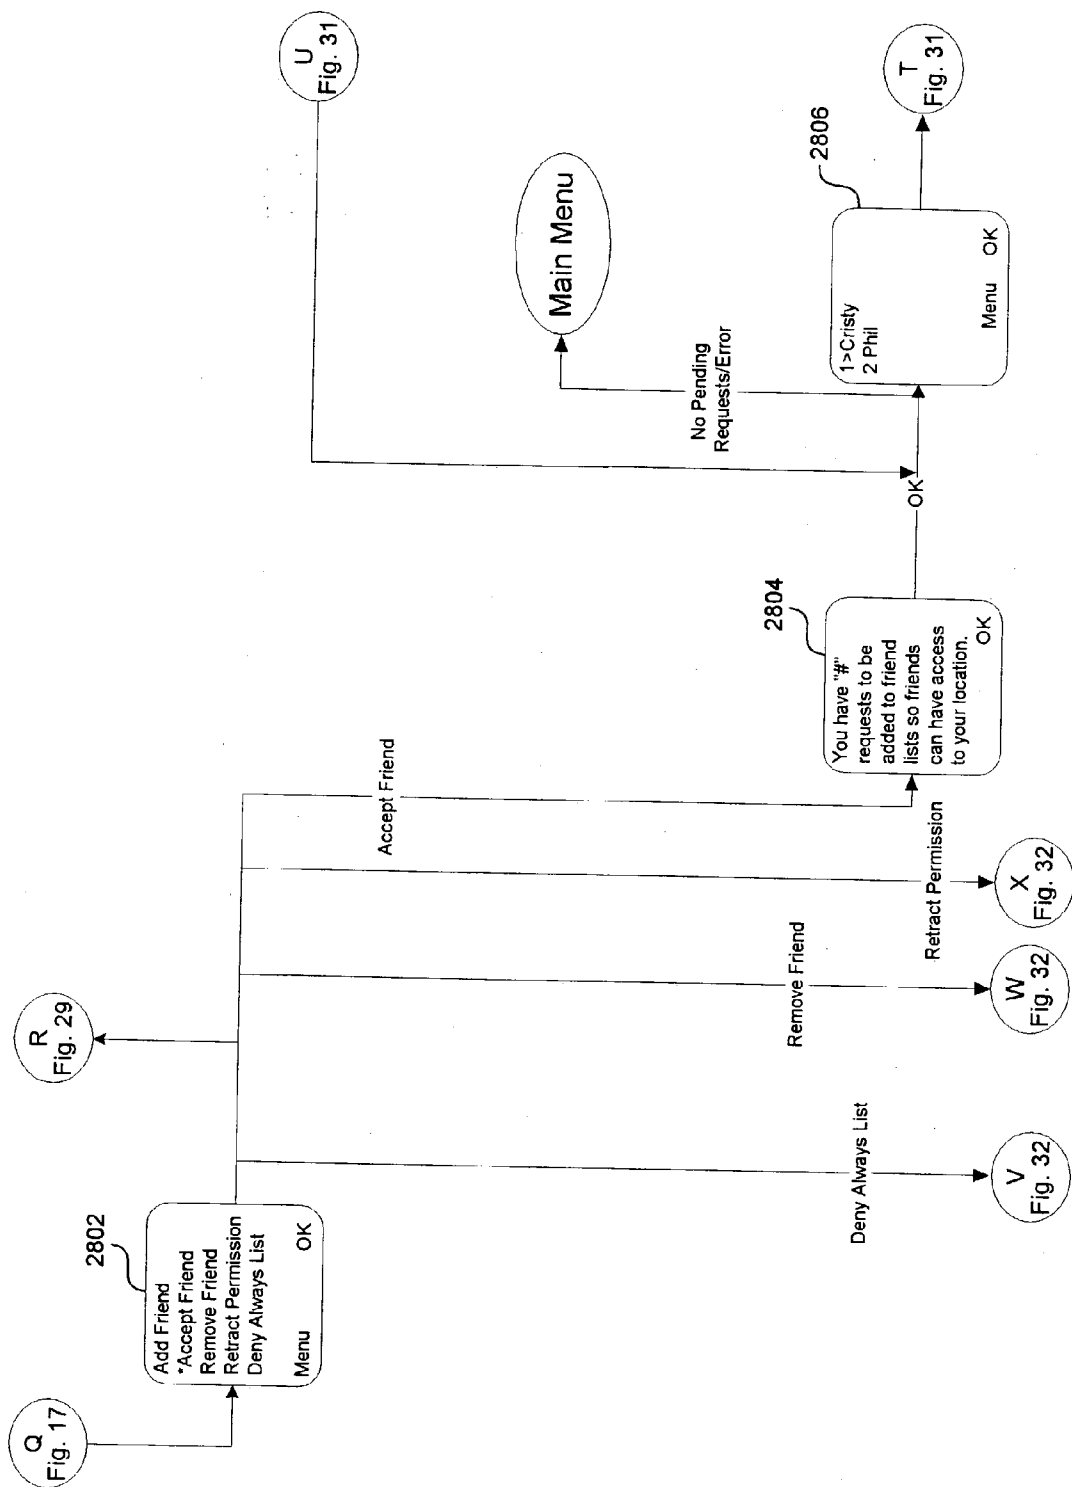 Q
Fig. 17
2802
Add Friend
*Accept Friend
Remove Friend
Retract Permission
Deny Always List
Menu OK
R
Fig. 29
Deny Always List
V
Fig. 32
Remove Friend
W
Fig. 32
Retract Permission
X
Fig. 32
Accept Friend
2804
You have "#"
requests to be
added to friend
lists so friends
can have access
to your location.
OK
OK
U
Fig. 31
No Pending
Requests/Error
Main Menu
2806
1>Cristy
2 Phil
Menu OK
T
Fig. 31